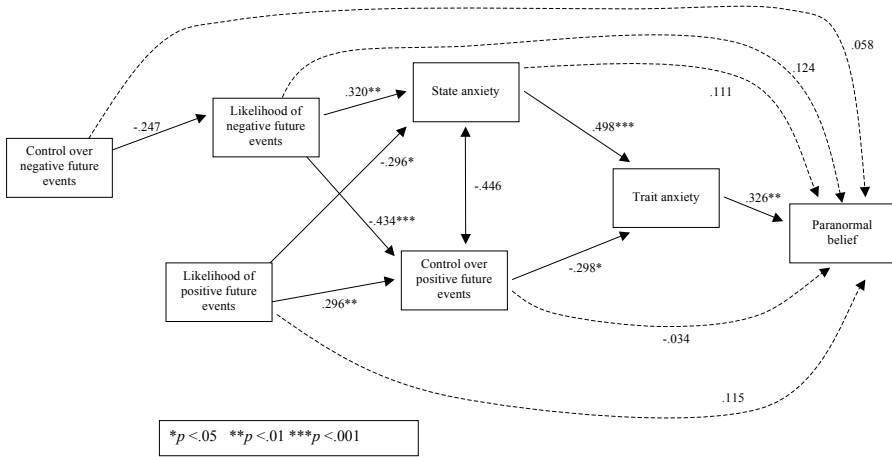 .058
.124
.111
.320**
State anxiety
Likelihood of
negative future
events
-.247
Control over
negative future
events
.498***
-.296*
-.446
Trait anxiety
.326**
Paranormal
belief
-.434***
Likelihood of
positive future
events
Control over
positive future
events
-.298*
.296**
-.034
.115
*p <.05 **p <.01 ***p <.001